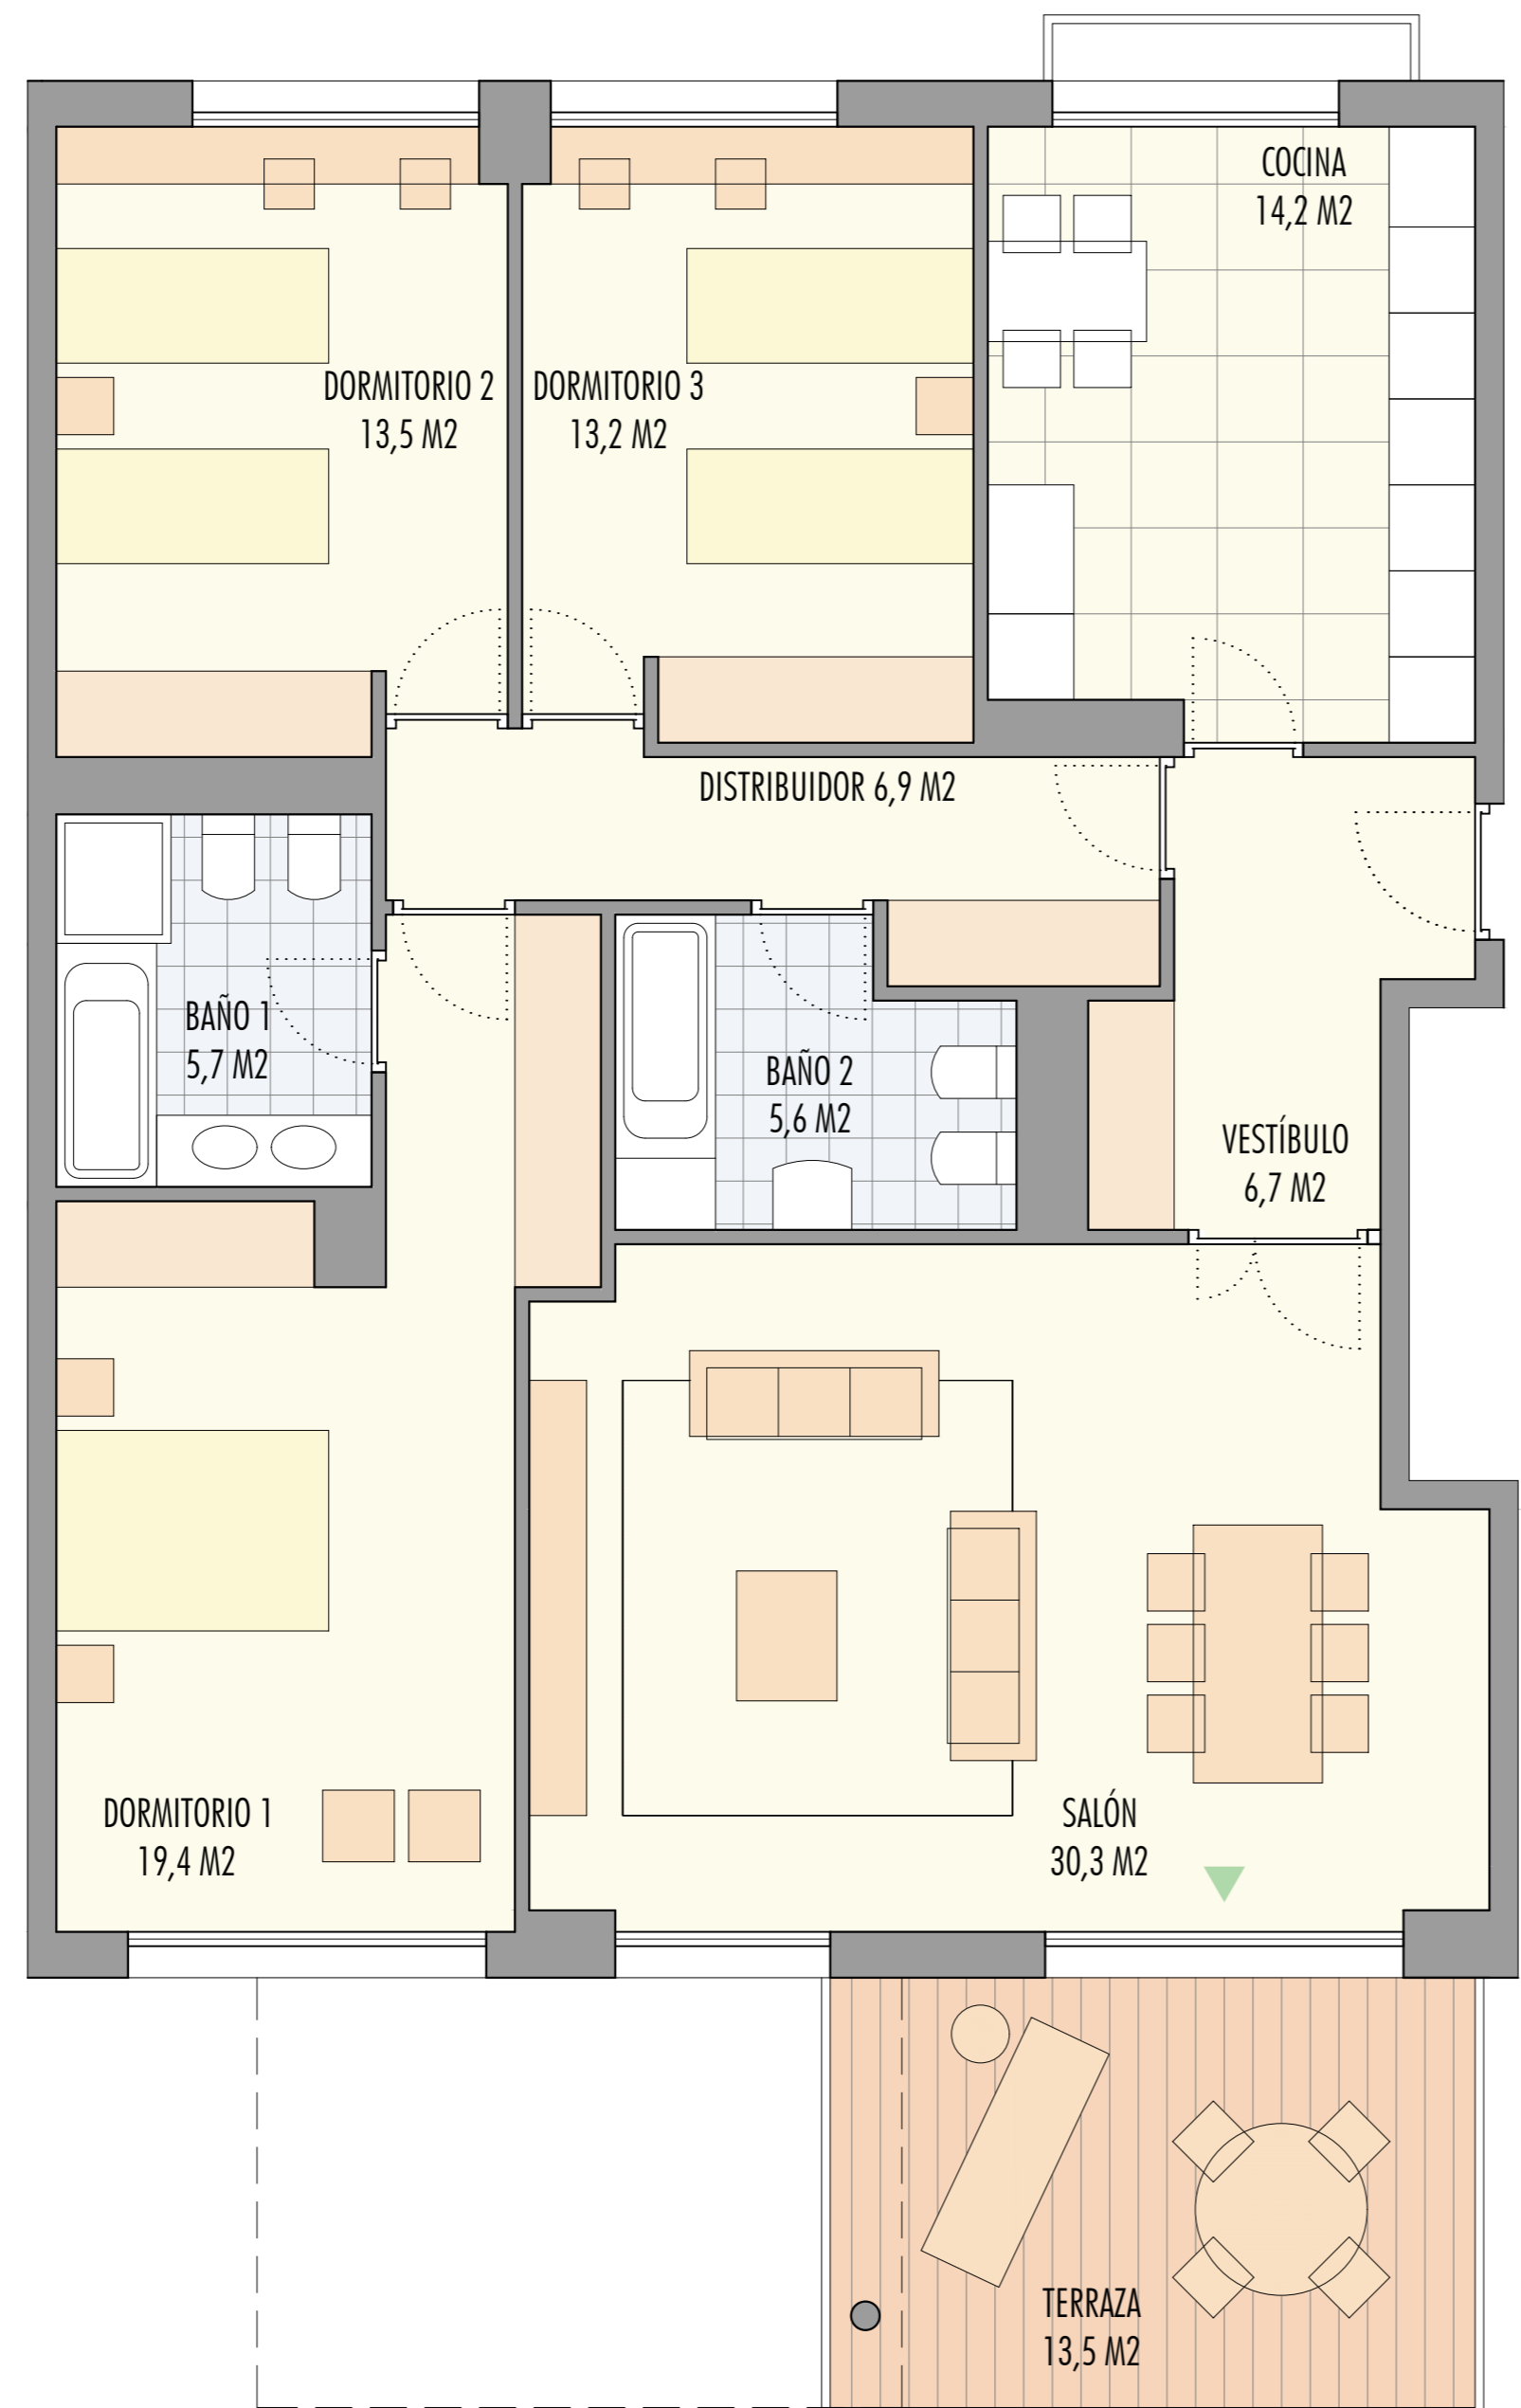 COCINA
14,2 M2
DORMITORIO 2
13,5 M2
DORMITORIO 3
13,2 M2
DISTRIBUIDOR 6,9 M2
BAÑO 1
5,7 M2
BAÑO 2
5,6 M2
VESTÍBULO
6,7 M2
DORMITORIO 1
19,4 M2
SALÓN
30,3 M2
TERRAZA
13,5 M2